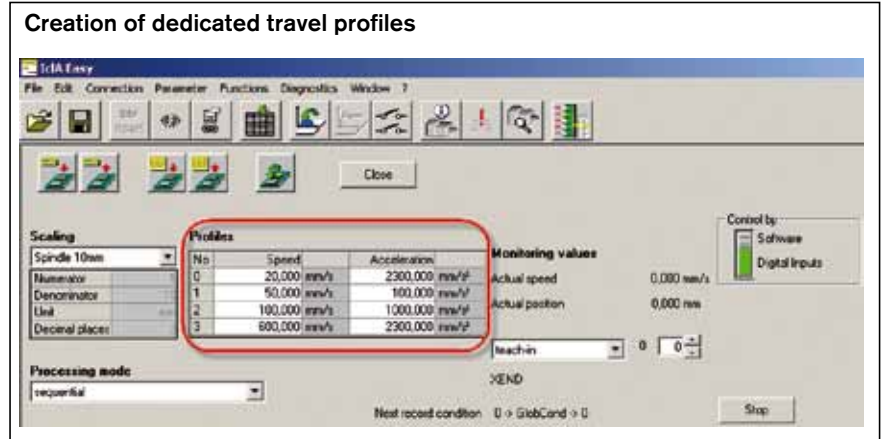 Creation of dedicated travel profiles
IclA Easy
File Edit Connection Parameter Functions Diagnostics Window ?
Close
Control by
Software
Digital Inputs
Scaling
Spindle 10mm
Numerator
Denominator
Unit
Decimal places
Profiles
No Speed Acceleration
0 20,000 mm/s 2300,000 mm/s²
1 50,000 mm/s 100,000 mm/s²
2 100,000 mm/s 1000,000 mm/s²
3 600,000 mm/s 2300,000 mm/s²
Monitoring values
Actual speed 0,000 mm/s
Actual position 0,000 mm
teach-in 0 0
XEND
Processing mode
sequential
Next record condition 0 > GlobCond > 0
Stop